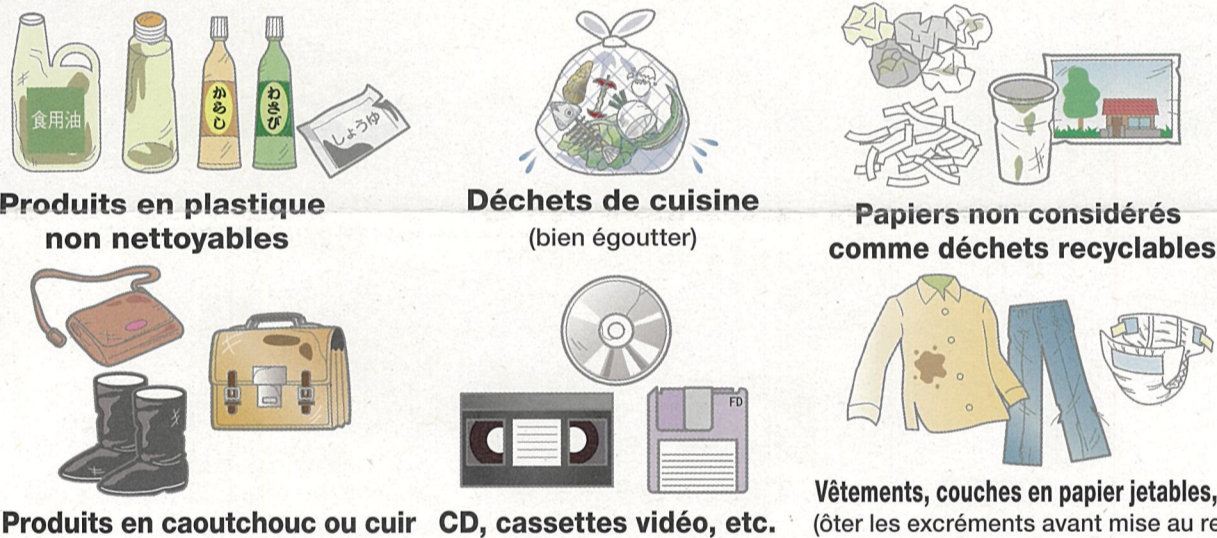 食用油
からし
わさび
しょうゆ
Produits en plastique
non nettoyables
Déchets de cuisine
(bien égoutter)
Papiers non considérés
comme déchets recyclables
FD
Produits en caoutchouc ou cuir
CD, cassettes vidéo, etc.
Vêtements, couches en papier jetables,
(ôter les excréments avant mise au